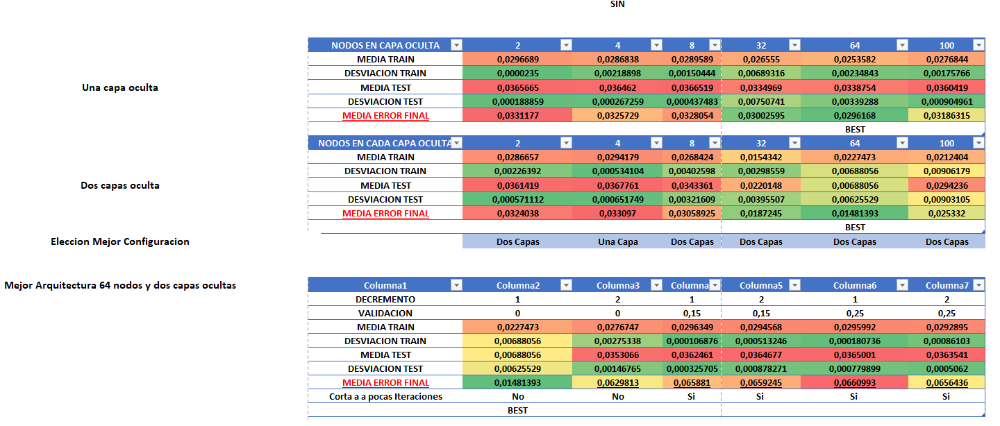 SIN
NODOS EN CAPA OCULTA 2 4 8 32 64 100
MEDIA TRAIN 0,0296689 0,0286838 0,0289589 0,026555 0,0253582 0,0276844
DESVIACION TRAIN 0,0000235 0,00218898 0,00150444 0,00689316 0,00234843 0,00175766
Una capa oculta MEDIA TEST 0,0365665 0,036462 0,0366519 0,0334969 0,0338754 0,0360419
DESVIACION TEST 0,000188859 0,000267259 0,000437483 0,00750741 0,00339288 0,000904961
MEDIA ERROR FINAL 0,0331177 0,0325729 0,0328054 0,03002595 0,0296168 0,03186315
BEST
NODOS EN CADA CAPA OCULTA 2 4 8 32 64 100
MEDIA TRAIN 0,0286657 0,0294179 0,0268424 0,0154342 0,0227473 0,0212404
DESVIACION TRAIN 0,00226392 0,000534104 0,00402598 0,00298559 0,00688056 0,00906179
Dos capas oculta MEDIA TEST 0,0361419 0,0367761 0,0343361 0,0220148 0,00688056 0,0294236
DESVIACION TEST 0,000571112 0,000651749 0,00321609 0,00395507 0,00625529 0,00903105
MEDIA ERROR FINAL 0,0324038 0,033097 0,03058925 0,0187245 0,01481393 0,025332
BEST
Eleccion Mejor Configuracion Dos Capas Una Capa Dos Capas Dos Capas Dos Capas Dos Capas
Mejor Arquitectura 64 nodos y dos capas ocultas Columna1 Columna2 Columna3 Columna Columna5 Columna6 Columna7
DECREMENTO 1 2 1 2 1 2
VALIDACION 0 0 0,15 0,15 0,25 0,25
MEDIA TRAIN 0,0227473 0,0276747 0,0296349 0,0294568 0,0295992 0,0292895
DESVIACION TRAIN 0,00688056 0,00275338 0,000106876 0,000513246 0,000180736 0,00086103
MEDIA TEST 0,00688056 0,0353066 0,0362461 0,0364677 0,0365001 0,0363541
DESVIACION TEST 0,00625529 0,00146765 0,000325705 0,000878271 0,000779899 0,0005062
MEDIA ERROR FINAL 0,01481393 0,0629813 0,065881 0,0659245 0,0660993 0,0656436
Corta a a pocas Iteraciones No No Si Si Si Si
BEST